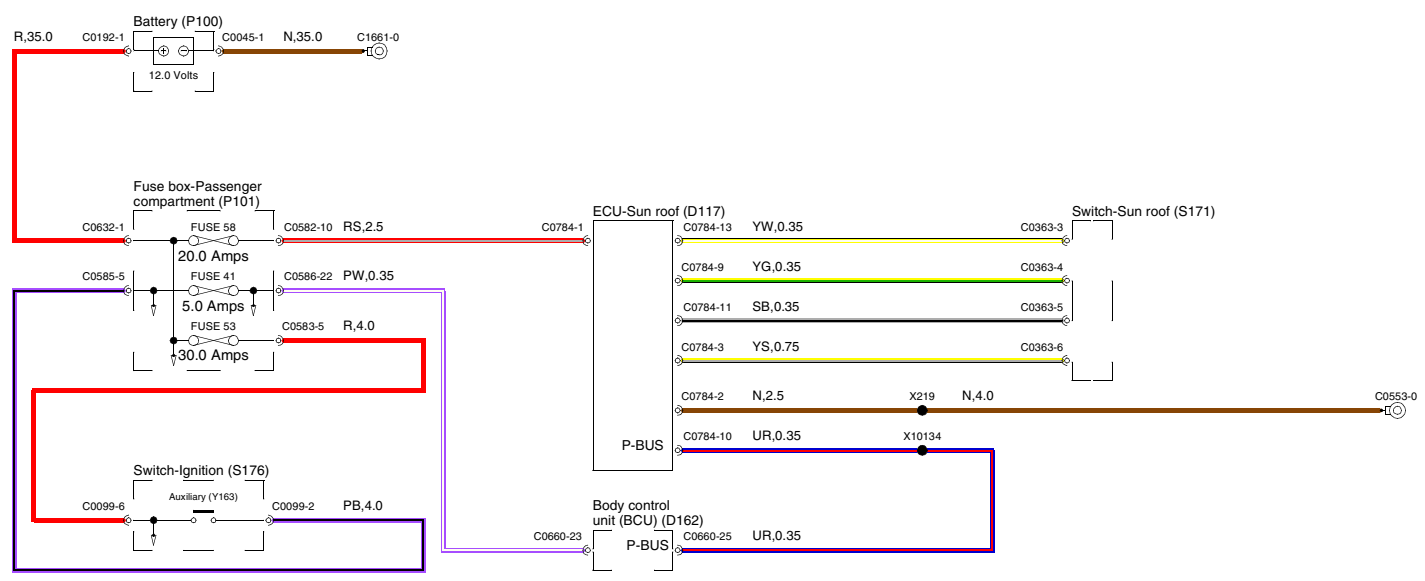 Battery (P100)
R,35.0 C0192-1 C0045-1 N,35.0 C1661-0
12.0 Volts
Fuse box-Passenger
compartment (P101)
ECU-Sun roof (D117)
Switch-Sun roof (S171)
C0632-1 FUSE 58 C0582-10 RS,2.5 C0784-1 C0784-13 YW,0.35 C0363-3
20.0 Amps
C0585-5 FUSE 41 C0586-22 PW,0.35 C0784-9 YG,0.35 C0363-4
5.0 Amps
C0784-11 SB,0.35 C0363-5
FUSE 53 C0583-5 R,4.0
30.0 Amps
C0784-3 YS,0.75 C0363-6
C0784-2 N,2.5 X219 N,4.0 C0553-0
P-BUS C0784-10 UR,0.35 X10134
Switch-Ignition (S176)
Auxiliary (Y163)
C0099-6 C0099-2 PB,4.0
Body control
unit (BCU) (D162)
C0660-23 P-BUS C0660-25 UR,0.35